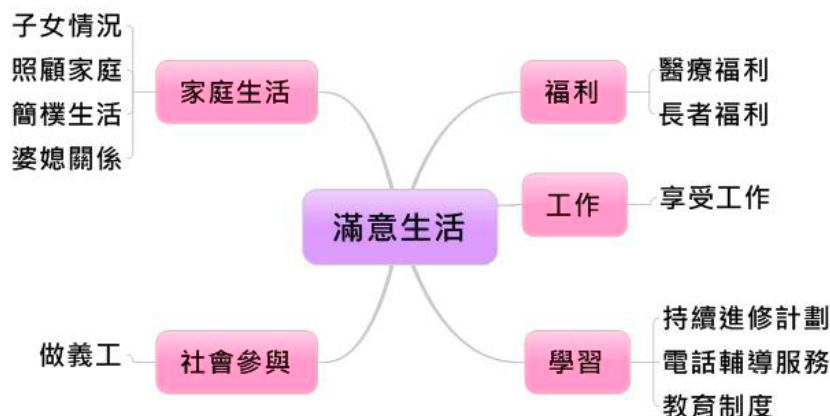 子女情況
照顧家庭
簡樸生活
婆媳關係
家庭生活
福利
醫療福利
長者福利
工作
享受工作
滿意生活
做義工
社會參與
學習
持續進修計劃
電話輔導服務
教育制度